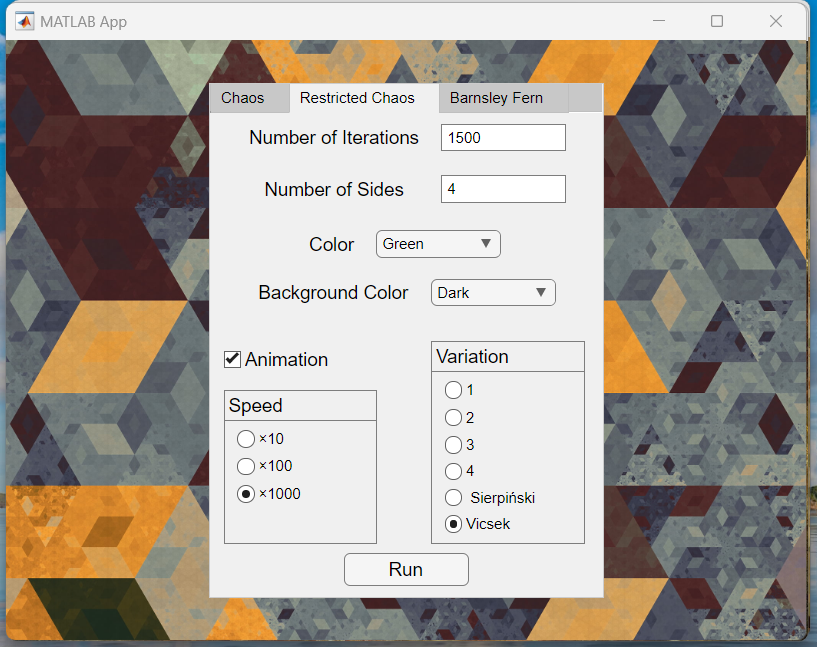 MATLAB App
Chaos Restricted Chaos Barnsley Fern
Number of Iterations 1500
Number of Sides 4
Color Green
Background Color Dark
Animation
Speed
×10
×100
×1000
Variation
1
2
3
4
Sierpiński
Vicsek
Run